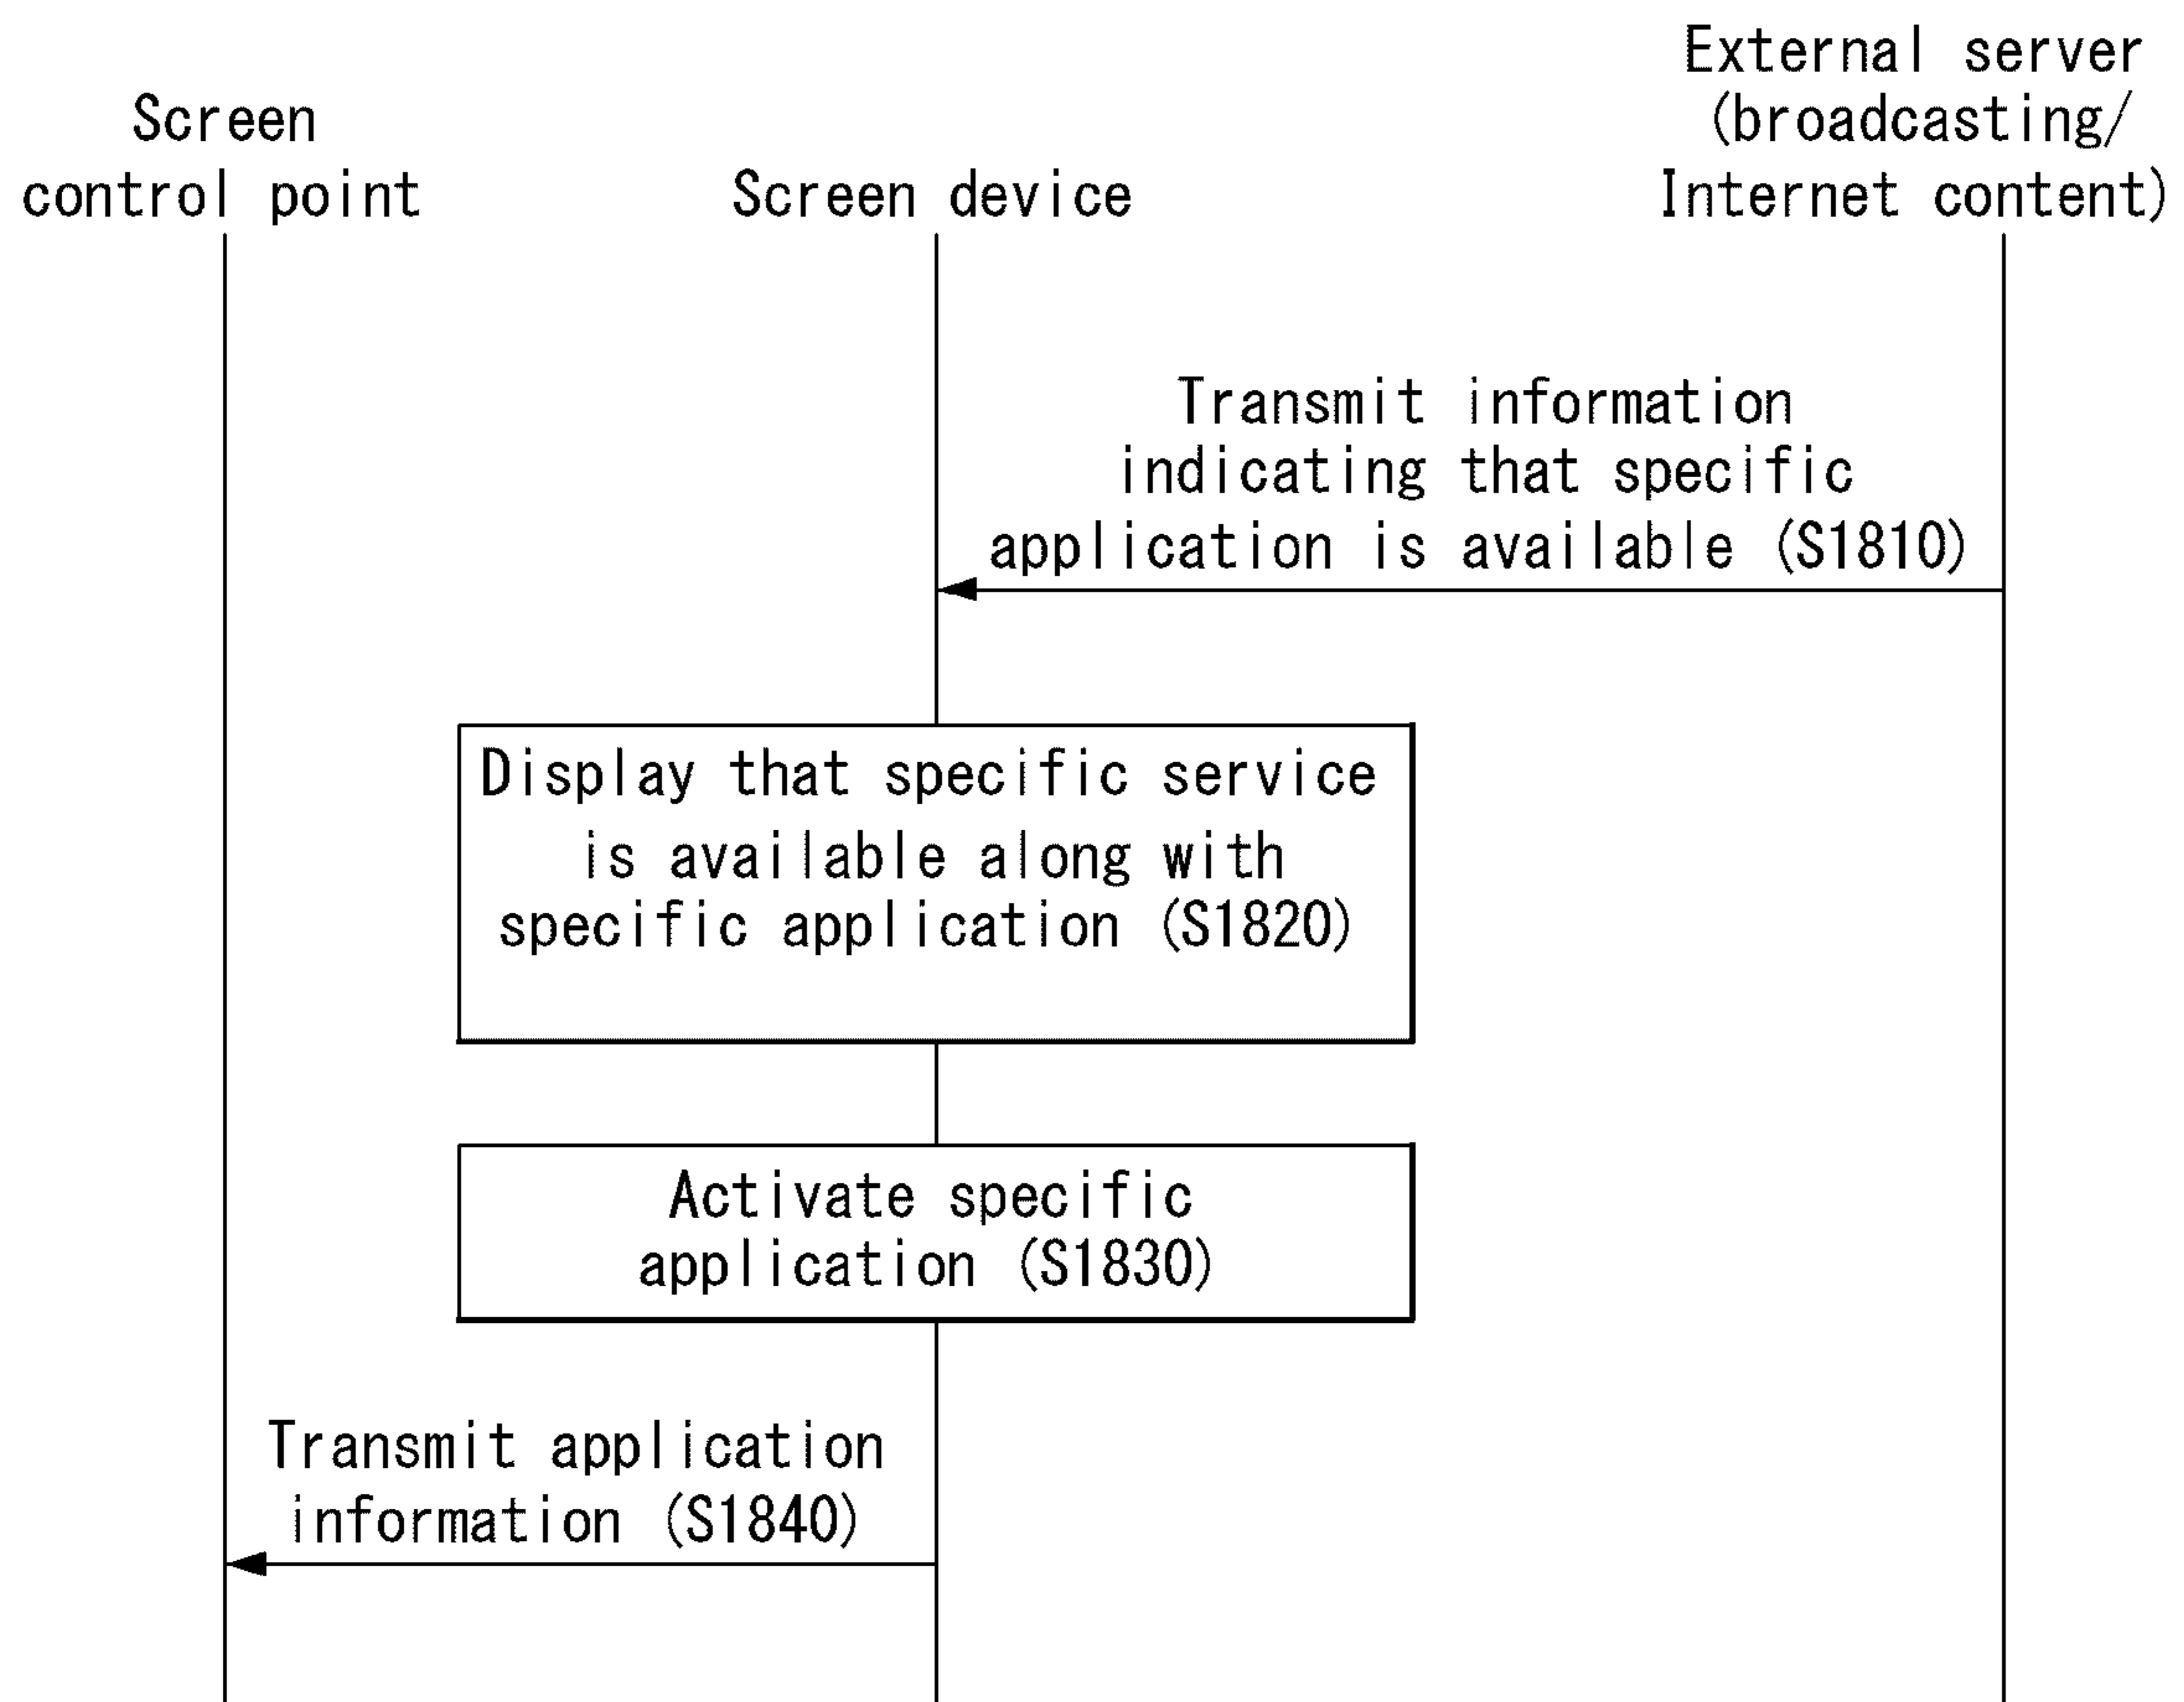 Screen
control point
Screen device
External server
(broadcasting/
Internet content)
Transmit information
indicating that specific
application is available (S1810)
Display that specific service
is available along with
specific application (S1820)
Activate specific
application (S1830)
Transmit application
information (S1840)